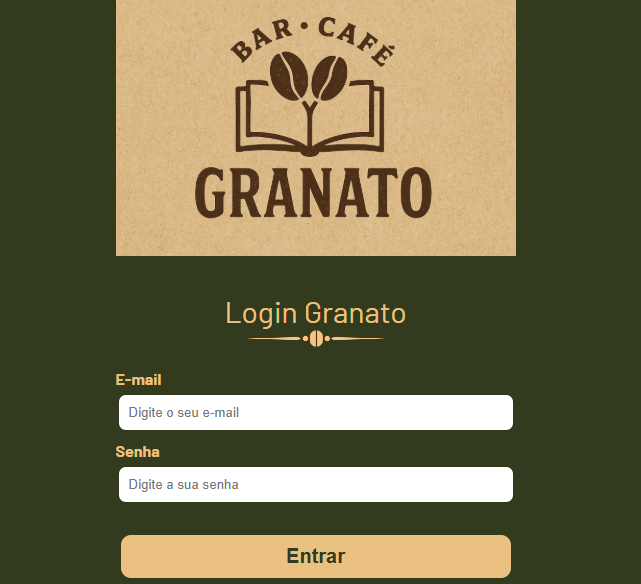 BAR • CAFÉ
GRANATO
Login Granato
E-mail
Digite o seu e-mail
Senha
Digite a sua senha
Entrar